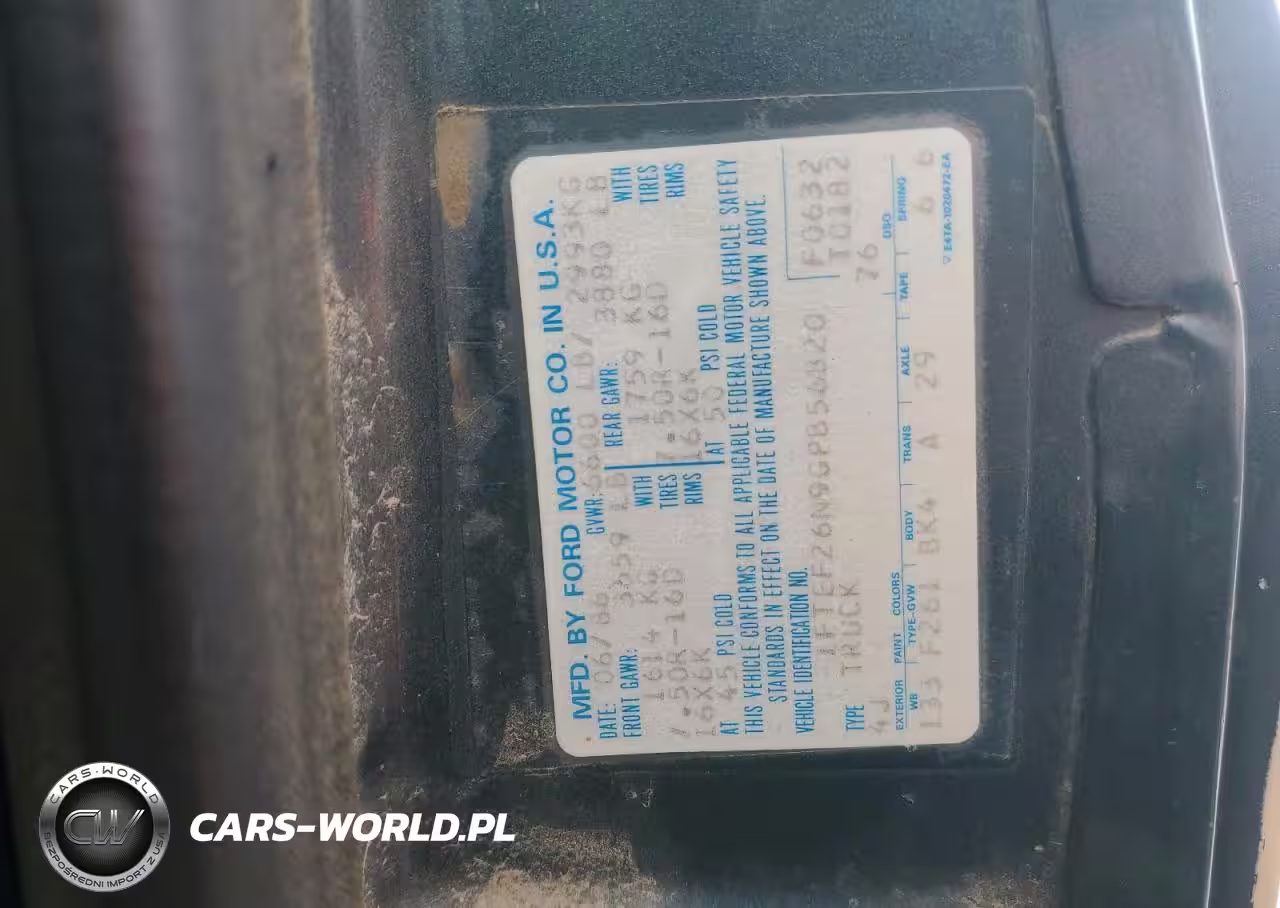 MFD. BY FORD MOTOR CO. IN U.S.A.
DATE: 06/86 GVWR: 6600 LB/ 2993KG
FRONT GAWR: 3559 LB REAR GAWR: 3880 LB
1614 KG WITH 1759 KG WITH
7.50R-16D TIRES 7.50R-16D TIRES
16X6K RIMS 16X6K RIMS
AT 45 PSI COLD AT 50 PSI COLD
THIS VEHICLE CONFORMS TO ALL APPLICABLE FEDERAL MOTOR VEHICLE SAFETY
STANDARDS IN EFFECT ON THE DATE OF MANUFACTURE SHOWN ABOVE.
VEHICLE IDENTIFICATION NO. F0632
1FTEF26N9GPB56820 T0182
TYPE TRUCK 76
4J
EXTERIOR PAINT COLORS DSO
WB TYPE-GVW BODY TRANS AXLE TAPE SPRING
133 F261 BK4 A 29 6 6
▽ E4TA-1020472-EA
CARS-WORLD
CW
BEZPOŚREDNI IMPORT Z USA
CARS-WORLD.PL